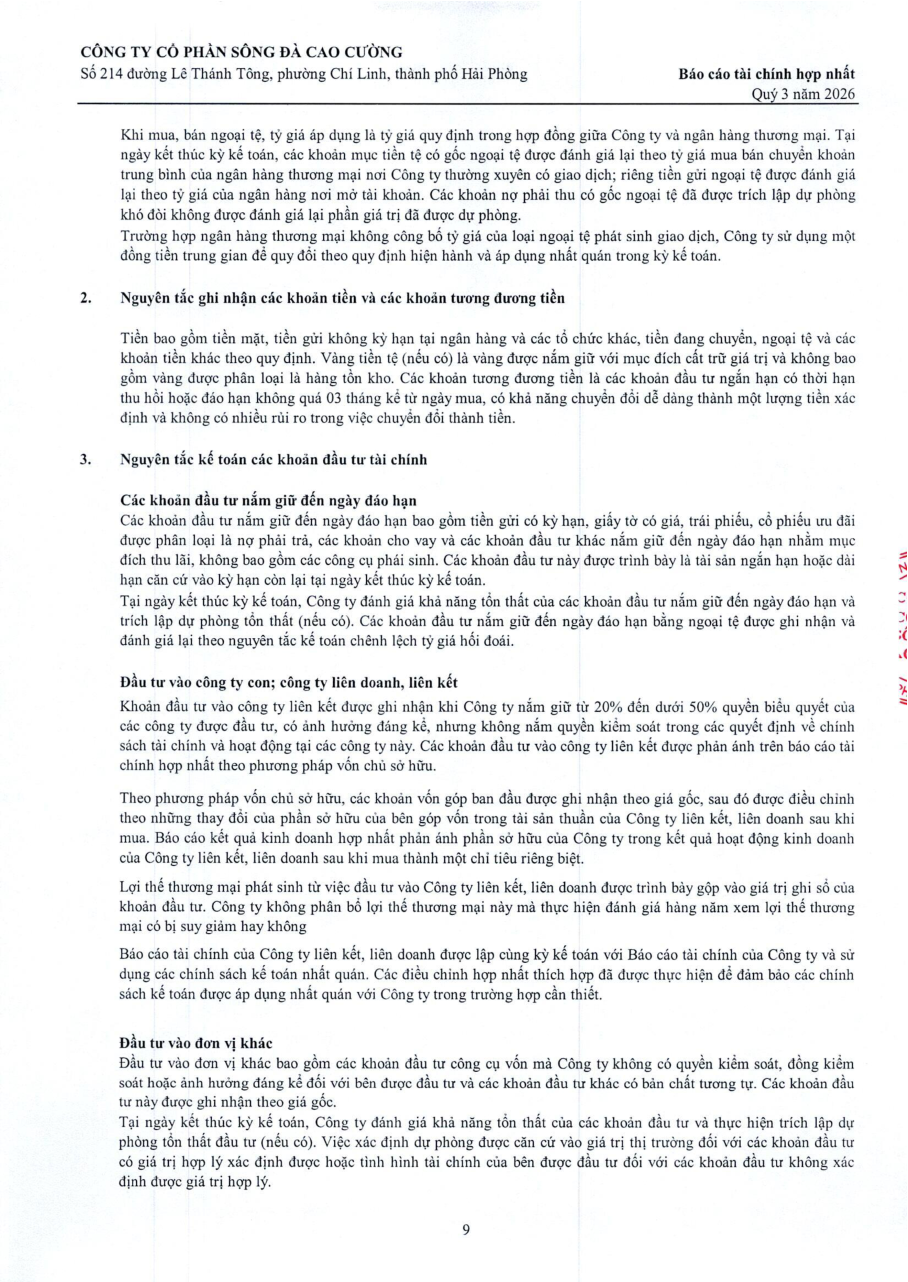 CÔNG TY CỔ PHẦN SÔNG ĐÀ CAO CƯỜNG
Số 214 đường Lê Thánh Tông, phường Chí Linh, thành phố Hải Phòng
Báo cáo tài chính hợp nhất
Quý 3 năm 2026
Khi mua, bán ngoại tệ, tỷ giá áp dụng là tỷ giá quy định trong hợp đồng giữa Công ty và ngân hàng thương mại. Tại
ngày kết thúc kỳ kế toán, các khoản mục tiền tệ có gốc ngoại tệ được đánh giá lại theo tỷ giá mua bán chuyển khoản
trung bình của ngân hàng thương mại nơi Công ty thường xuyên có giao dịch; riêng tiền gửi ngoại tệ được đánh giá
lại theo tỷ giá của ngân hàng nơi mở tài khoản. Các khoản nợ phải thu có gốc ngoại tệ đã được trích lập dự phòng
khó đòi không được đánh giá lại phần giá trị đã được dự phòng.
Trường hợp ngân hàng thương mại không công bố tỷ giá của loại ngoại tệ phát sinh giao dịch, Công ty sử dụng một
đồng tiền trung gian để quy đổi theo quy định hiện hành và áp dụng nhất quán trong kỳ kế toán.
2. Nguyên tắc ghi nhận các khoản tiền và các khoản tương đương tiền
Tiền bao gồm tiền mặt, tiền gửi không kỳ hạn tại ngân hàng và các tổ chức khác, tiền đang chuyển, ngoại tệ và các
khoản tiền khác theo quy định. Vàng tiền tệ (nếu có) là vàng được nắm giữ với mục đích cất trữ giá trị và không bao
gồm vàng được phân loại là hàng tồn kho. Các khoản tương đương tiền là các khoản đầu tư ngắn hạn có thời hạn
thu hồi hoặc đáo hạn không quá 03 tháng kể từ ngày mua, có khả năng chuyển đổi dễ dàng thành một lượng tiền xác
định và không có nhiều rủi ro trong việc chuyển đổi thành tiền.
3. Nguyên tắc kế toán các khoản đầu tư tài chính
Các khoản đầu tư nắm giữ đến ngày đáo hạn
Các khoản đầu tư nắm giữ đến ngày đáo hạn bao gồm tiền gửi có kỳ hạn, giấy tờ có giá, trái phiếu, cổ phiếu ưu đãi
được phân loại là nợ phải trả, các khoản cho vay và các khoản đầu tư khác nắm giữ đến ngày đáo hạn nhằm mục
đích thu lãi, không bao gồm các công cụ phái sinh. Các khoản đầu tư này được trình bày là tài sản ngắn hạn hoặc dài
hạn căn cứ vào kỳ hạn còn lại tại ngày kết thúc kỳ kế toán.
Tại ngày kết thúc kỳ kế toán, Công ty đánh giá khả năng tổn thất của các khoản đầu tư nắm giữ đến ngày đáo hạn và
trích lập dự phòng tổn thất (nếu có). Các khoản đầu tư nắm giữ đến ngày đáo hạn bằng ngoại tệ được ghi nhận và
đánh giá lại theo nguyên tắc kế toán chênh lệch tỷ giá hối đoái.
Đầu tư vào công ty con; công ty liên doanh, liên kết
Khoản đầu tư vào công ty liên kết được ghi nhận khi Công ty nắm giữ từ 20% đến dưới 50% quyền biểu quyết của
các công ty được đầu tư, có ảnh hưởng đáng kể, nhưng không nắm quyền kiểm soát trong các quyết định về chính
sách tài chính và hoạt động tại các công ty này. Các khoản đầu tư vào công ty liên kết được phản ánh trên báo cáo tài
chính hợp nhất theo phương pháp vốn chủ sở hữu.
Theo phương pháp vốn chủ sở hữu, các khoản vốn góp ban đầu được ghi nhận theo giá gốc, sau đó được điều chỉnh
theo những thay đổi của phần sở hữu của bên góp vốn trong tài sản thuần của Công ty liên kết, liên doanh sau khi
mua. Báo cáo kết quả kinh doanh hợp nhất phản ánh phần sở hữu của Công ty trong kết quả hoạt động kinh doanh
của Công ty liên kết, liên doanh sau khi mua thành một chỉ tiêu riêng biệt.
Lợi thế thương mại phát sinh từ việc đầu tư vào Công ty liên kết, liên doanh được trình bày gộp vào giá trị ghi sổ của
khoản đầu tư. Công ty không phân bổ lợi thế thương mại này mà thực hiện đánh giá hàng năm xem lợi thế thương
mại có bị suy giảm hay không
Báo cáo tài chính của Công ty liên kết, liên doanh được lập cùng kỳ kế toán với Báo cáo tài chính của Công ty và sử
dụng các chính sách kế toán nhất quán. Các điều chỉnh hợp nhất thích hợp đã được thực hiện để đảm bảo các chính
sách kế toán được áp dụng nhất quán với Công ty trong trường hợp cần thiết.
Đầu tư vào đơn vị khác
Đầu tư vào đơn vị khác bao gồm các khoản đầu tư công cụ vốn mà Công ty không có quyền kiểm soát, đồng kiểm
soát hoặc ảnh hưởng đáng kể đối với bên được đầu tư và các khoản đầu tư khác có bản chất tương tự. Các khoản đầu
tư này được ghi nhận theo giá gốc.
Tại ngày kết thúc kỳ kế toán, Công ty đánh giá khả năng tổn thất của các khoản đầu tư và thực hiện trích lập dự
phòng tổn thất đầu tư (nếu có). Việc xác định dự phòng được căn cứ vào giá trị thị trường đối với các khoản đầu tư
có giá trị hợp lý xác định được hoặc tình hình tài chính của bên được đầu tư đối với các khoản đầu tư không xác
định được giá trị hợp lý.
9